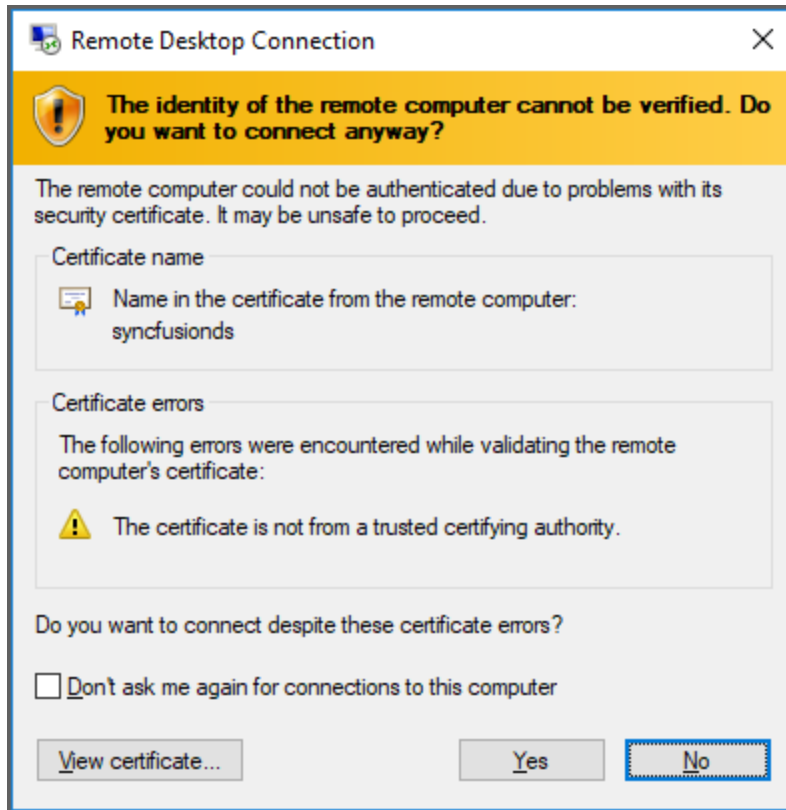 Remote Desktop Connection
The identity of the remote computer cannot be verified. Do
you want to connect anyway?
The remote computer could not be authenticated due to problems with its
security certificate. It may be unsafe to proceed.
Certificate name
Name in the certificate from the remote computer:
syncfusionds
Certificate errors
The following errors were encountered while validating the remote
computer's certificate:
The certificate is not from a trusted certifying authority.
Do you want to connect despite these certificate errors?
Don't ask me again for connections to this computer
View certificate...
Yes
No